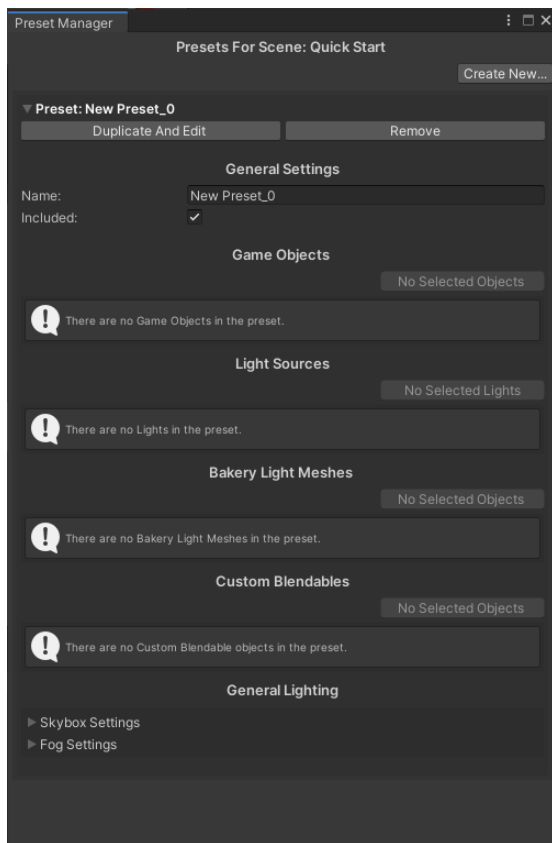 Preset Manager
Presets For Scene: Quick Start
Create New...
Preset: New Preset_0
Duplicate And Edit Remove
General Settings
Name: New Preset_0
Included:
Game Objects
No Selected Objects
There are no Game Objects in the preset.
Light Sources
No Selected Lights
There are no Lights in the preset.
Bakery Light Meshes
No Selected Objects
There are no Bakery Light Meshes in the preset.
Custom Blendables
No Selected Objects
There are no Custom Blendable objects in the preset.
General Lighting
Skybox Settings
Fog Settings